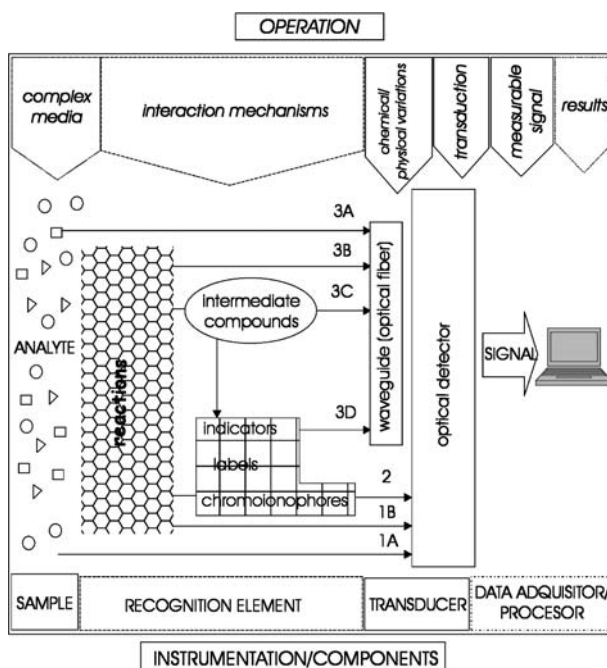 OPERATION
complex
media
interaction mechanisms
chemical/
physical variations
transduction
measurable
signal
results
3A
3B
3C
intermediate
compounds
ANALYTE
reactions
waveguide (optical fiber)
optical detector
SIGNAL
3D
indicators
labels
chromoionophores
2
1B
1A
SAMPLE
RECOGNITION ELEMENT
TRANSDUCER
DATA ADQUISITOR/
PROCESOR
INSTRUMENTATION/COMPONENTS